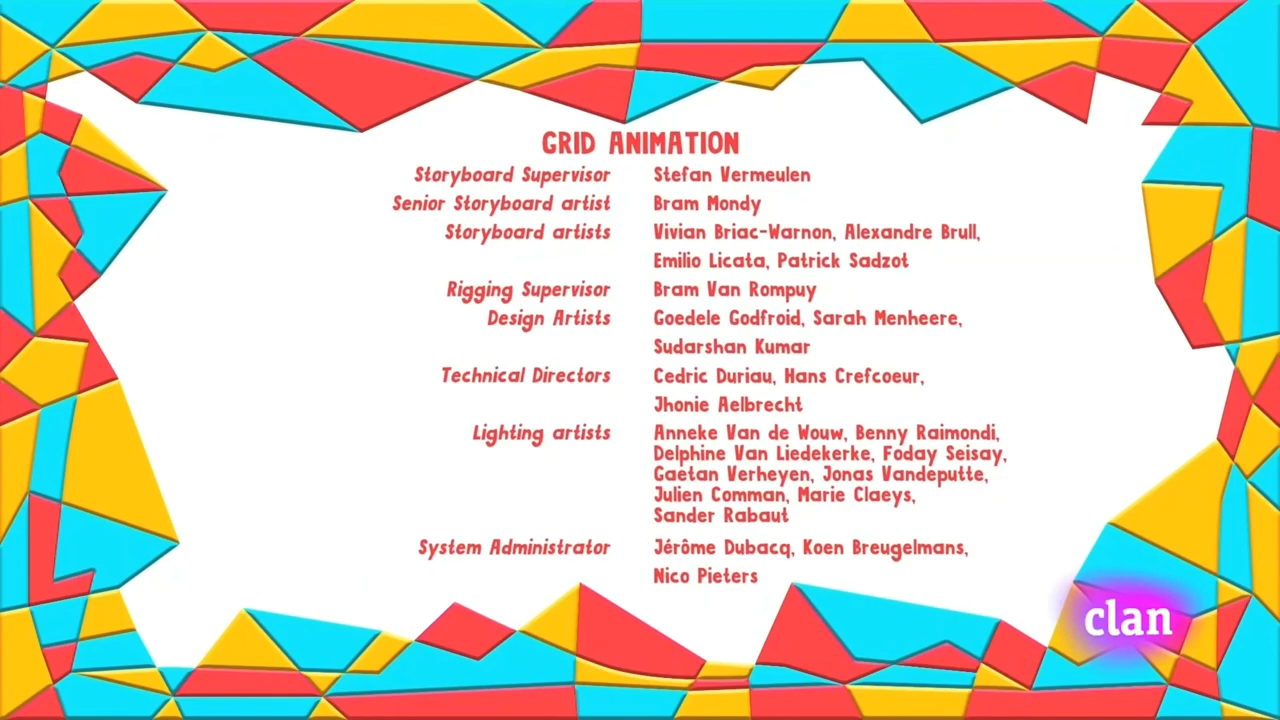 GRID ANIMATION
Storyboard Supervisor Stefan Vermeulen
Senior Storyboard artist Bram Mondy
Storyboard artists Vivian Briac-Warnon, Alexandre Brull,
Emilio Licata, Patrick Sadzot
Rigging Supervisor Bram Van Rompuy
Design Artists Goedele Godfroid, Sarah Menheere,
Sudarshan Kumar
Technical Directors Cedric Duriau, Hans Crefcoeur,
Jhonie Aelbrecht
Lighting artists Anneke Van de Wouw, Benny Raimondi,
Delphine Van Liedekerke, Foday Seisay,
Gaetan Verheyen, Jonas Vandeputte,
Julien Comman, Marie Claeys,
Sander Rabaut
System Administrator Jérôme Dubacq, Koen Breugelmans,
Nico Pieters
clan